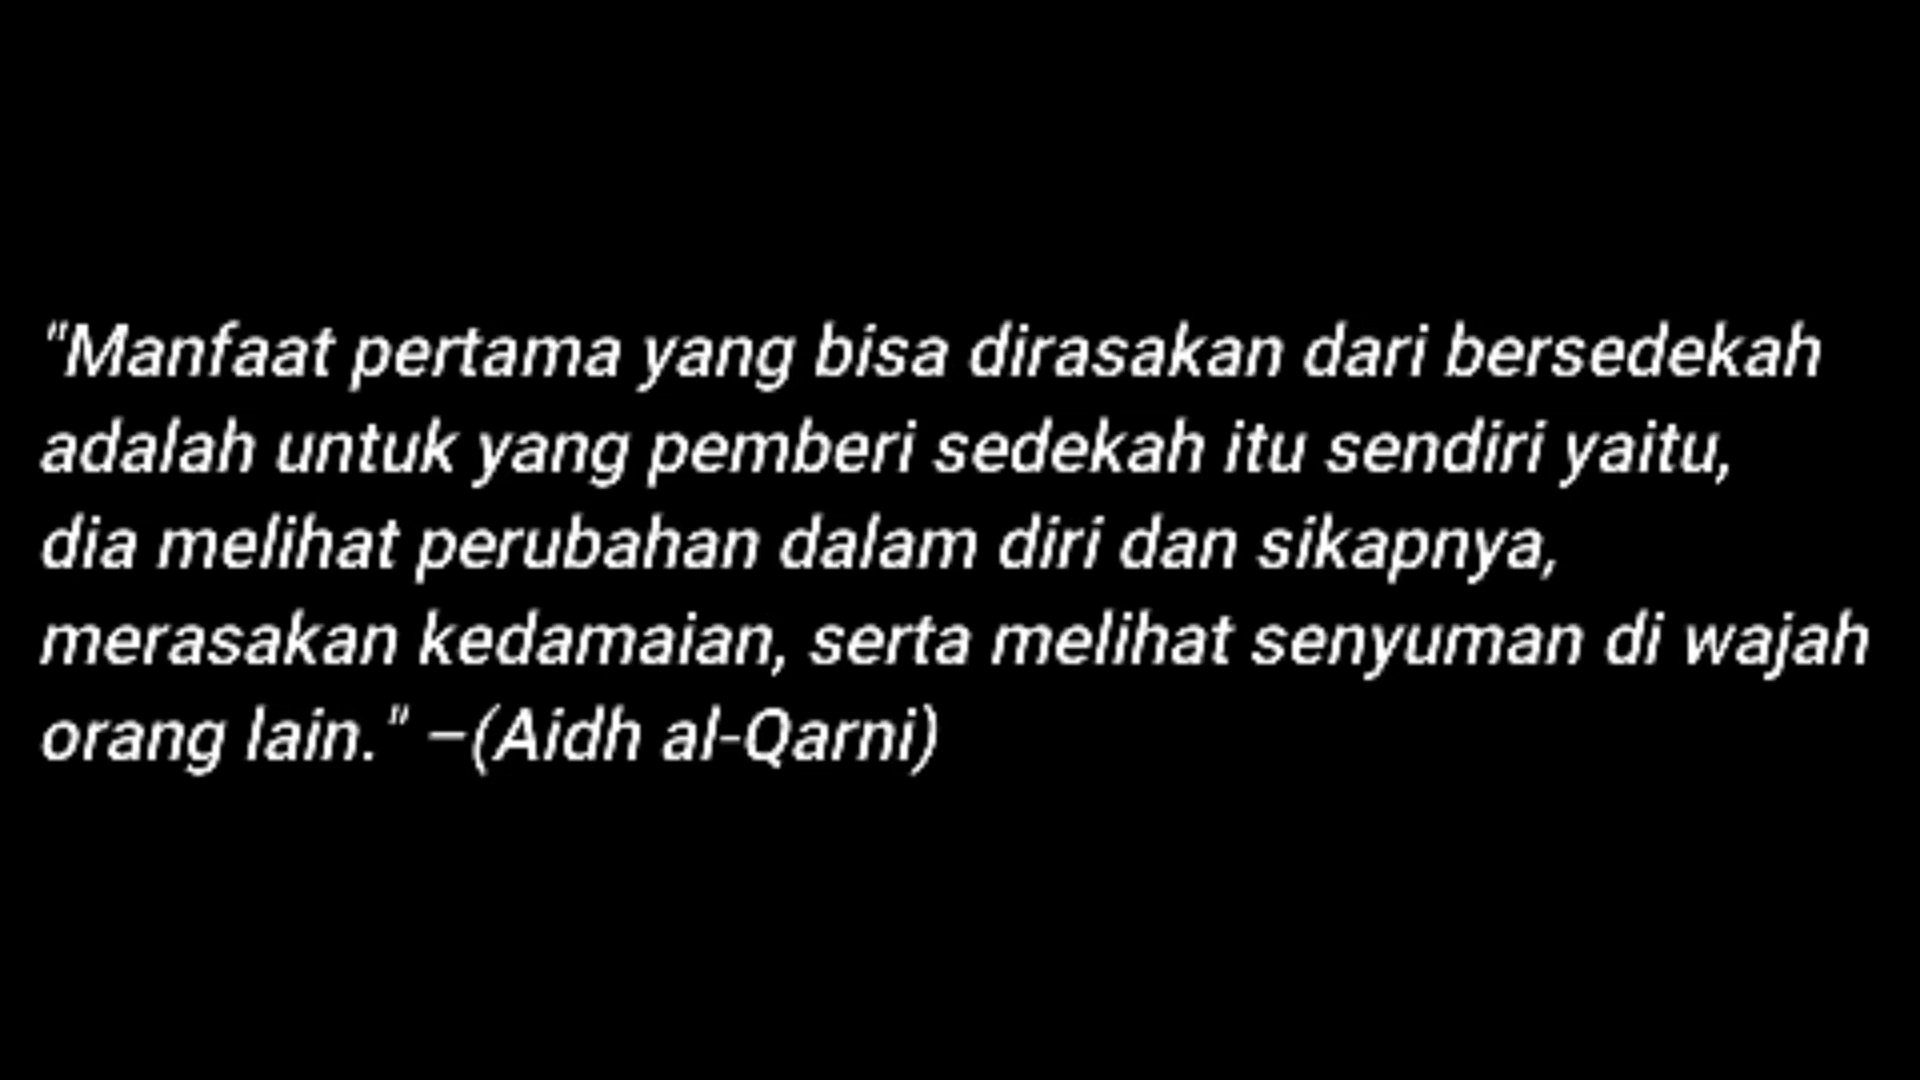 "Manfaat pertama yang bisa dirasakan dari bersedekah
adalah untuk yang pemberi sedekah itu sendiri yaitu,
dia melihat perubahan dalam diri dan sikapnya,
merasakan kedamaian, serta melihat senyuman di wajah
orang lain." –(Aidh al-Qarni)